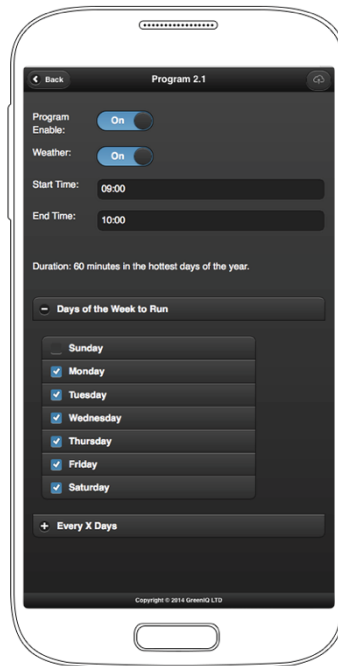 Back
Program 2.1
Program
Enable:
On
Weather:
On
Start Time:
09:00
End Time:
10:00
Duration: 60 minutes in the hottest days of the year.
Days of the Week to Run
Sunday
Monday
Tuesday
Wednesday
Thursday
Friday
Saturday
Every X Days
Copyright © 2014 GreenIQ LTD